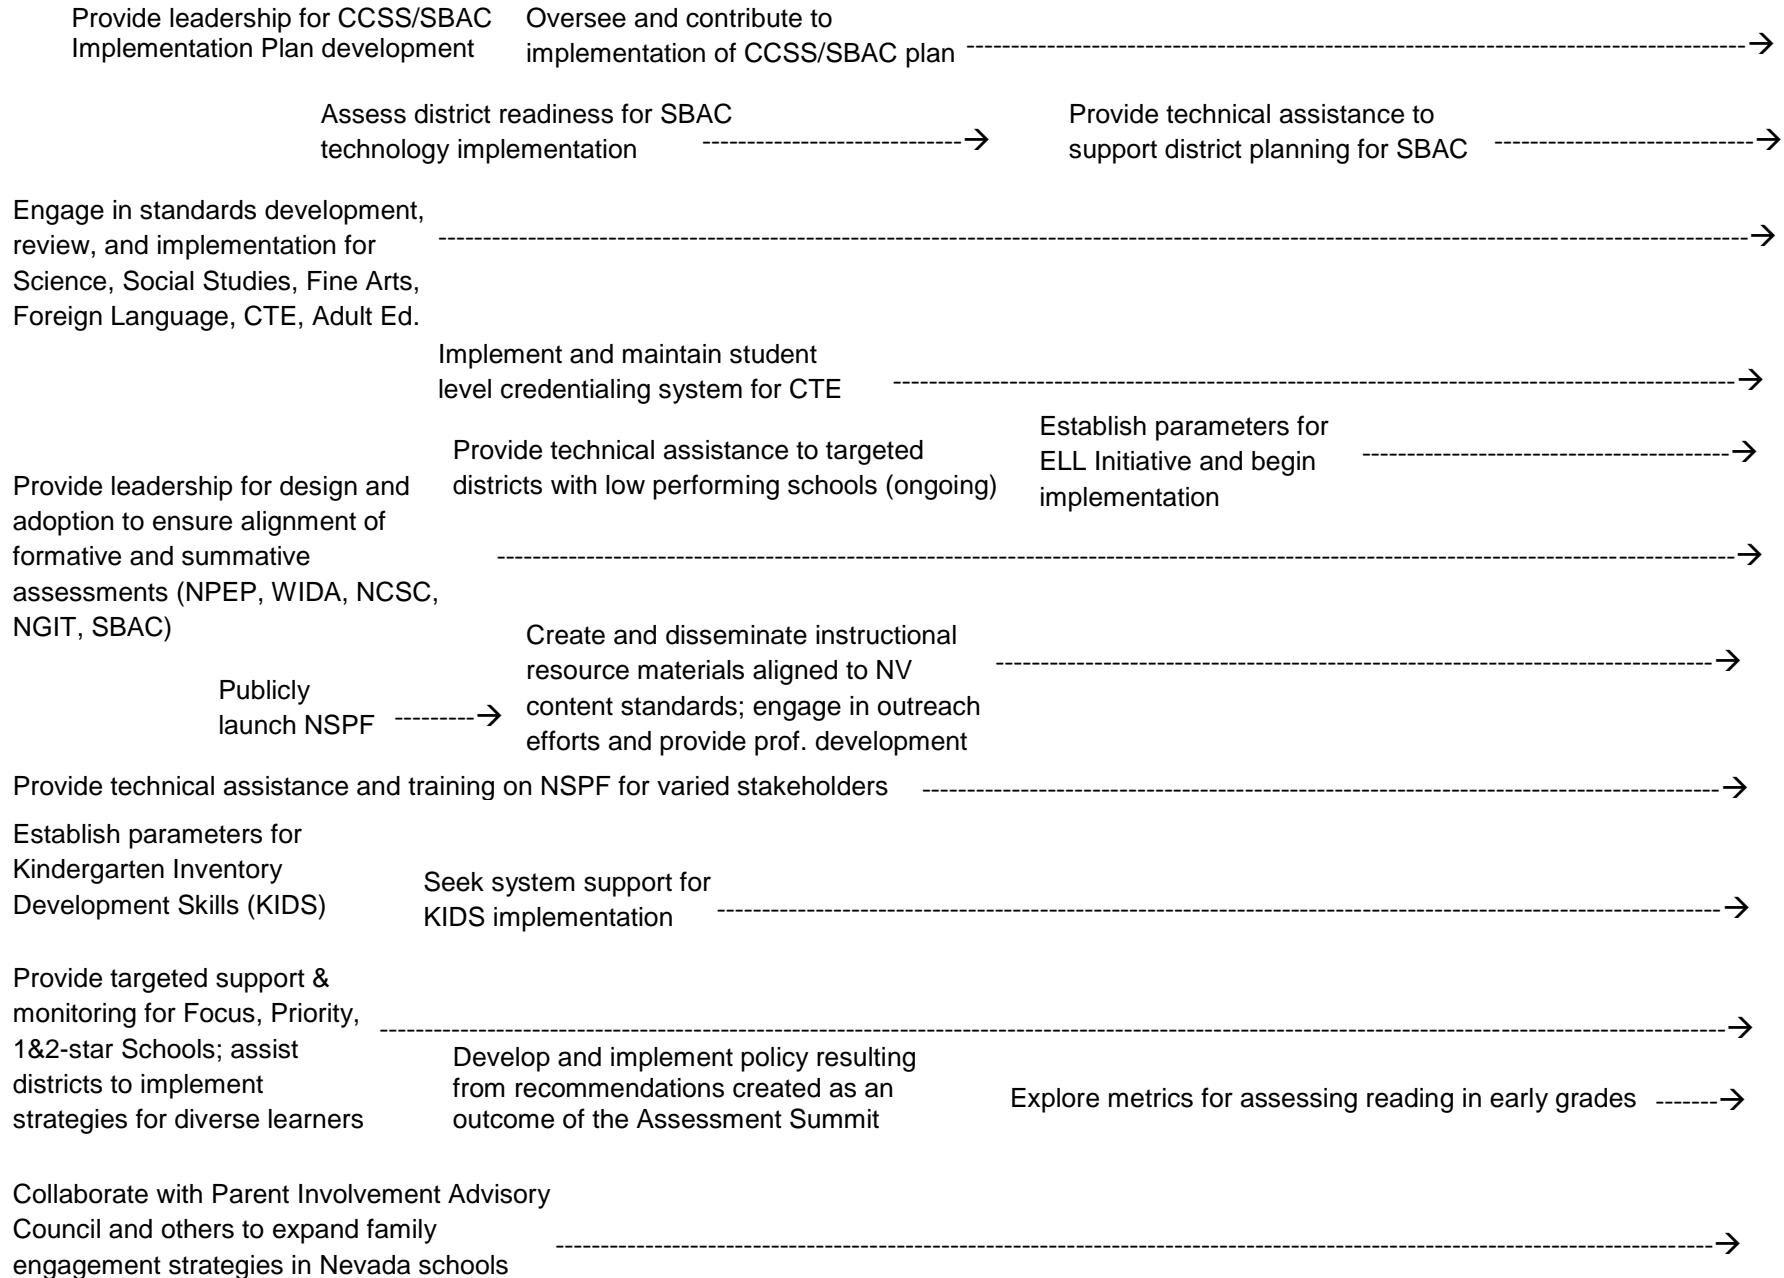 Provide leadership for CCSS/SBAC
Implementation Plan development
Oversee and contribute to
implementation of CCSS/SBAC plan
Assess district readiness for SBAC
technology implementation
Provide technical assistance to
support district planning for SBAC
Engage in standards development,
review, and implementation for
Science, Social Studies, Fine Arts,
Foreign Language, CTE, Adult Ed.
Implement and maintain student
level credentialing system for CTE
Provide technical assistance to targeted
districts with low performing schools (ongoing)
Establish parameters for
ELL Initiative and begin
implementation
Provide leadership for design and
adoption to ensure alignment of
formative and summative
assessments (NPEP, WIDA, NCSC,
NGIT, SBAC)
Create and disseminate instructional
resource materials aligned to NV
content standards; engage in outreach
efforts and provide prof. development
Publicly
launch NSPF
Provide technical assistance and training on NSPF for varied stakeholders
Establish parameters for
Kindergarten Inventory
Development Skills (KIDS)
Seek system support for
KIDS implementation
Provide targeted support &
monitoring for Focus, Priority,
1&2-star Schools; assist
districts to implement
strategies for diverse learners
Develop and implement policy resulting
from recommendations created as an
outcome of the Assessment Summit
Explore metrics for assessing reading in early grades
Collaborate with Parent Involvement Advisory
Council and others to expand family
engagement strategies in Nevada schools